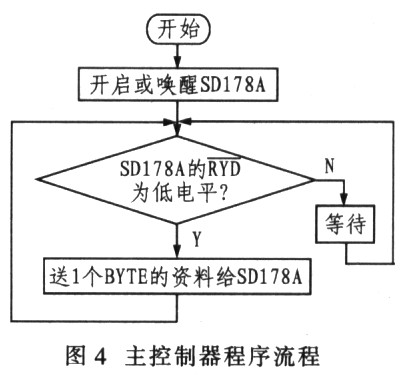 开始
开启或唤醒SD178A
SD178A的RYD
为低电平?
N
等待
Y
送1个BYTE的资料给SD178A
图 4 主控制器程序流程